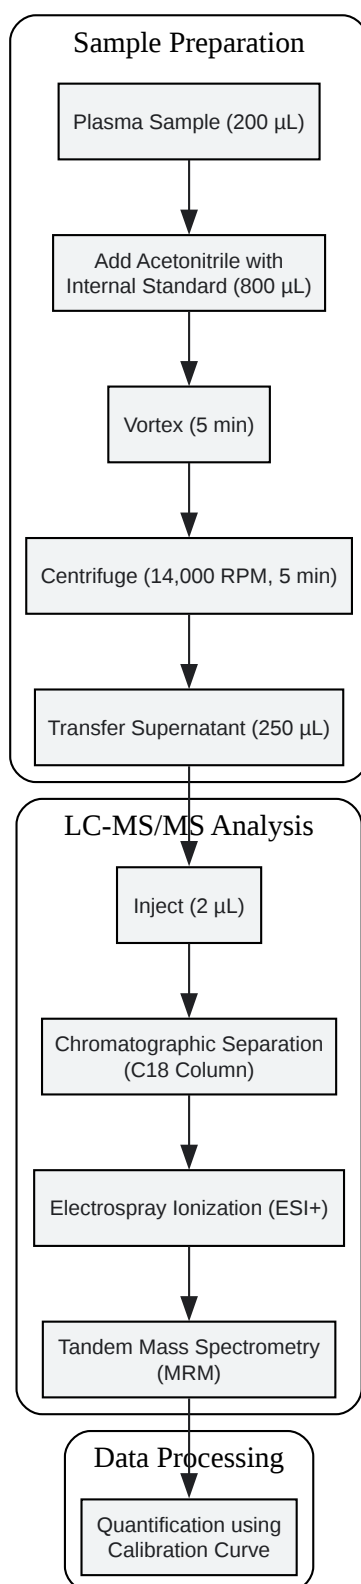 Sample Preparation
Plasma Sample (200 µL)
Add Acetonitrile with
Internal Standard (800 µL)
Vortex (5 min)
Centrifuge (14,000 RPM, 5 min)
Transfer Supernatant (250 µL)
LC-MS/MS Analysis
Inject (2 µL)
Chromatographic Separation
(C18 Column)
Electrospray Ionization (ESI+)
Tandem Mass Spectrometry
(MRM)
Data Processing
Quantification using
Calibration Curve